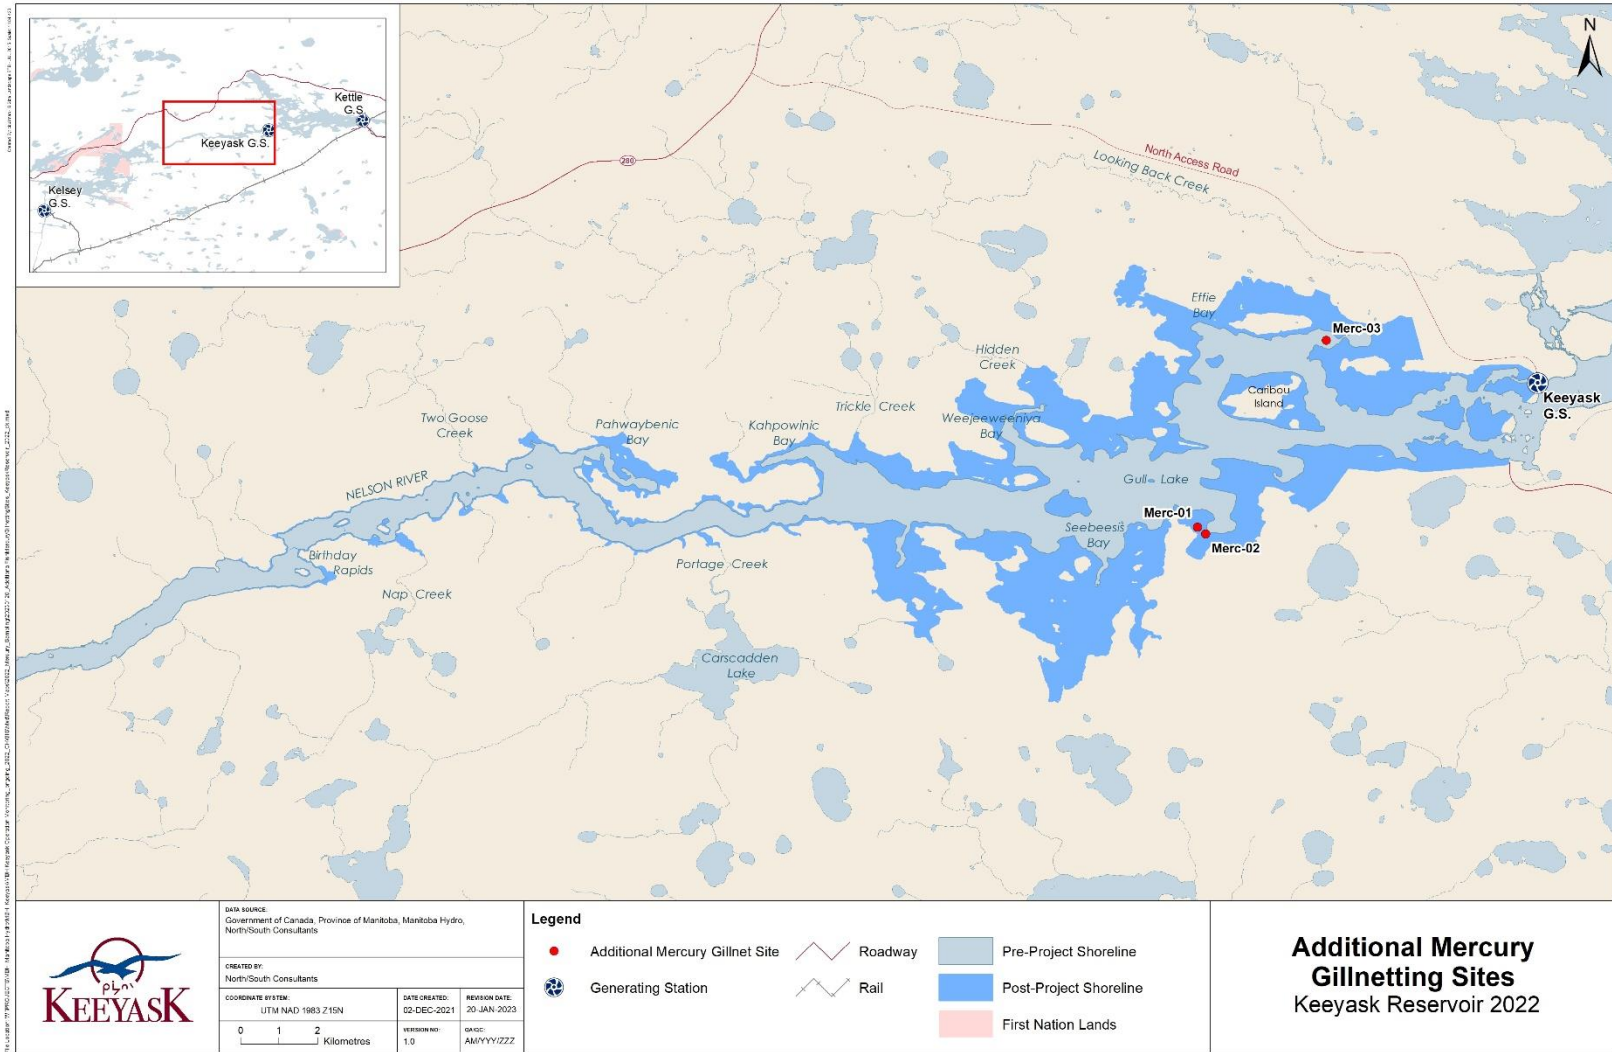 N
Kettle
G.S.
Keeyask G.S.
Kelsey
G.S.
280
North Access Road
Looking Back Creek
Effie
Bay
Merc-03
Hidden
Creek
Caribou
Island
Keeyask
G.S.
Trickle Creek
Two Goose
Creek
Pahwaybenic
Bay
Kahpowinic
Bay
Weejeeweeniya
Bay
NELSON RIVER
Gull Lake
Merc-01
Seebeesis
Bay
Merc-02
Birthday
Rapids
Portage Creek
Nap Creek
Carscadden
Lake
ᑭᔭᐢᐠ
KEEYASK
DATA SOURCE:
Government of Canada, Province of Manitoba, Manitoba Hydro,
North/South Consultants
CREATED BY:
North/South Consultants
COORDINATE SYSTEM:
UTM NAD 1983 Z15N
DATE CREATED:
02-DEC-2021
REVISION DATE:
20-JAN-2023
0 1 2
Kilometres
VERSION NO:
1.0
QA/QC:
AM/YYY/ZZZ
Legend
Additional Mercury Gillnet Site
Generating Station
Roadway
Rail
Pre-Project Shoreline
Post-Project Shoreline
First Nation Lands
Additional Mercury
Gillnetting Sites
Keeyask Reservoir 2022